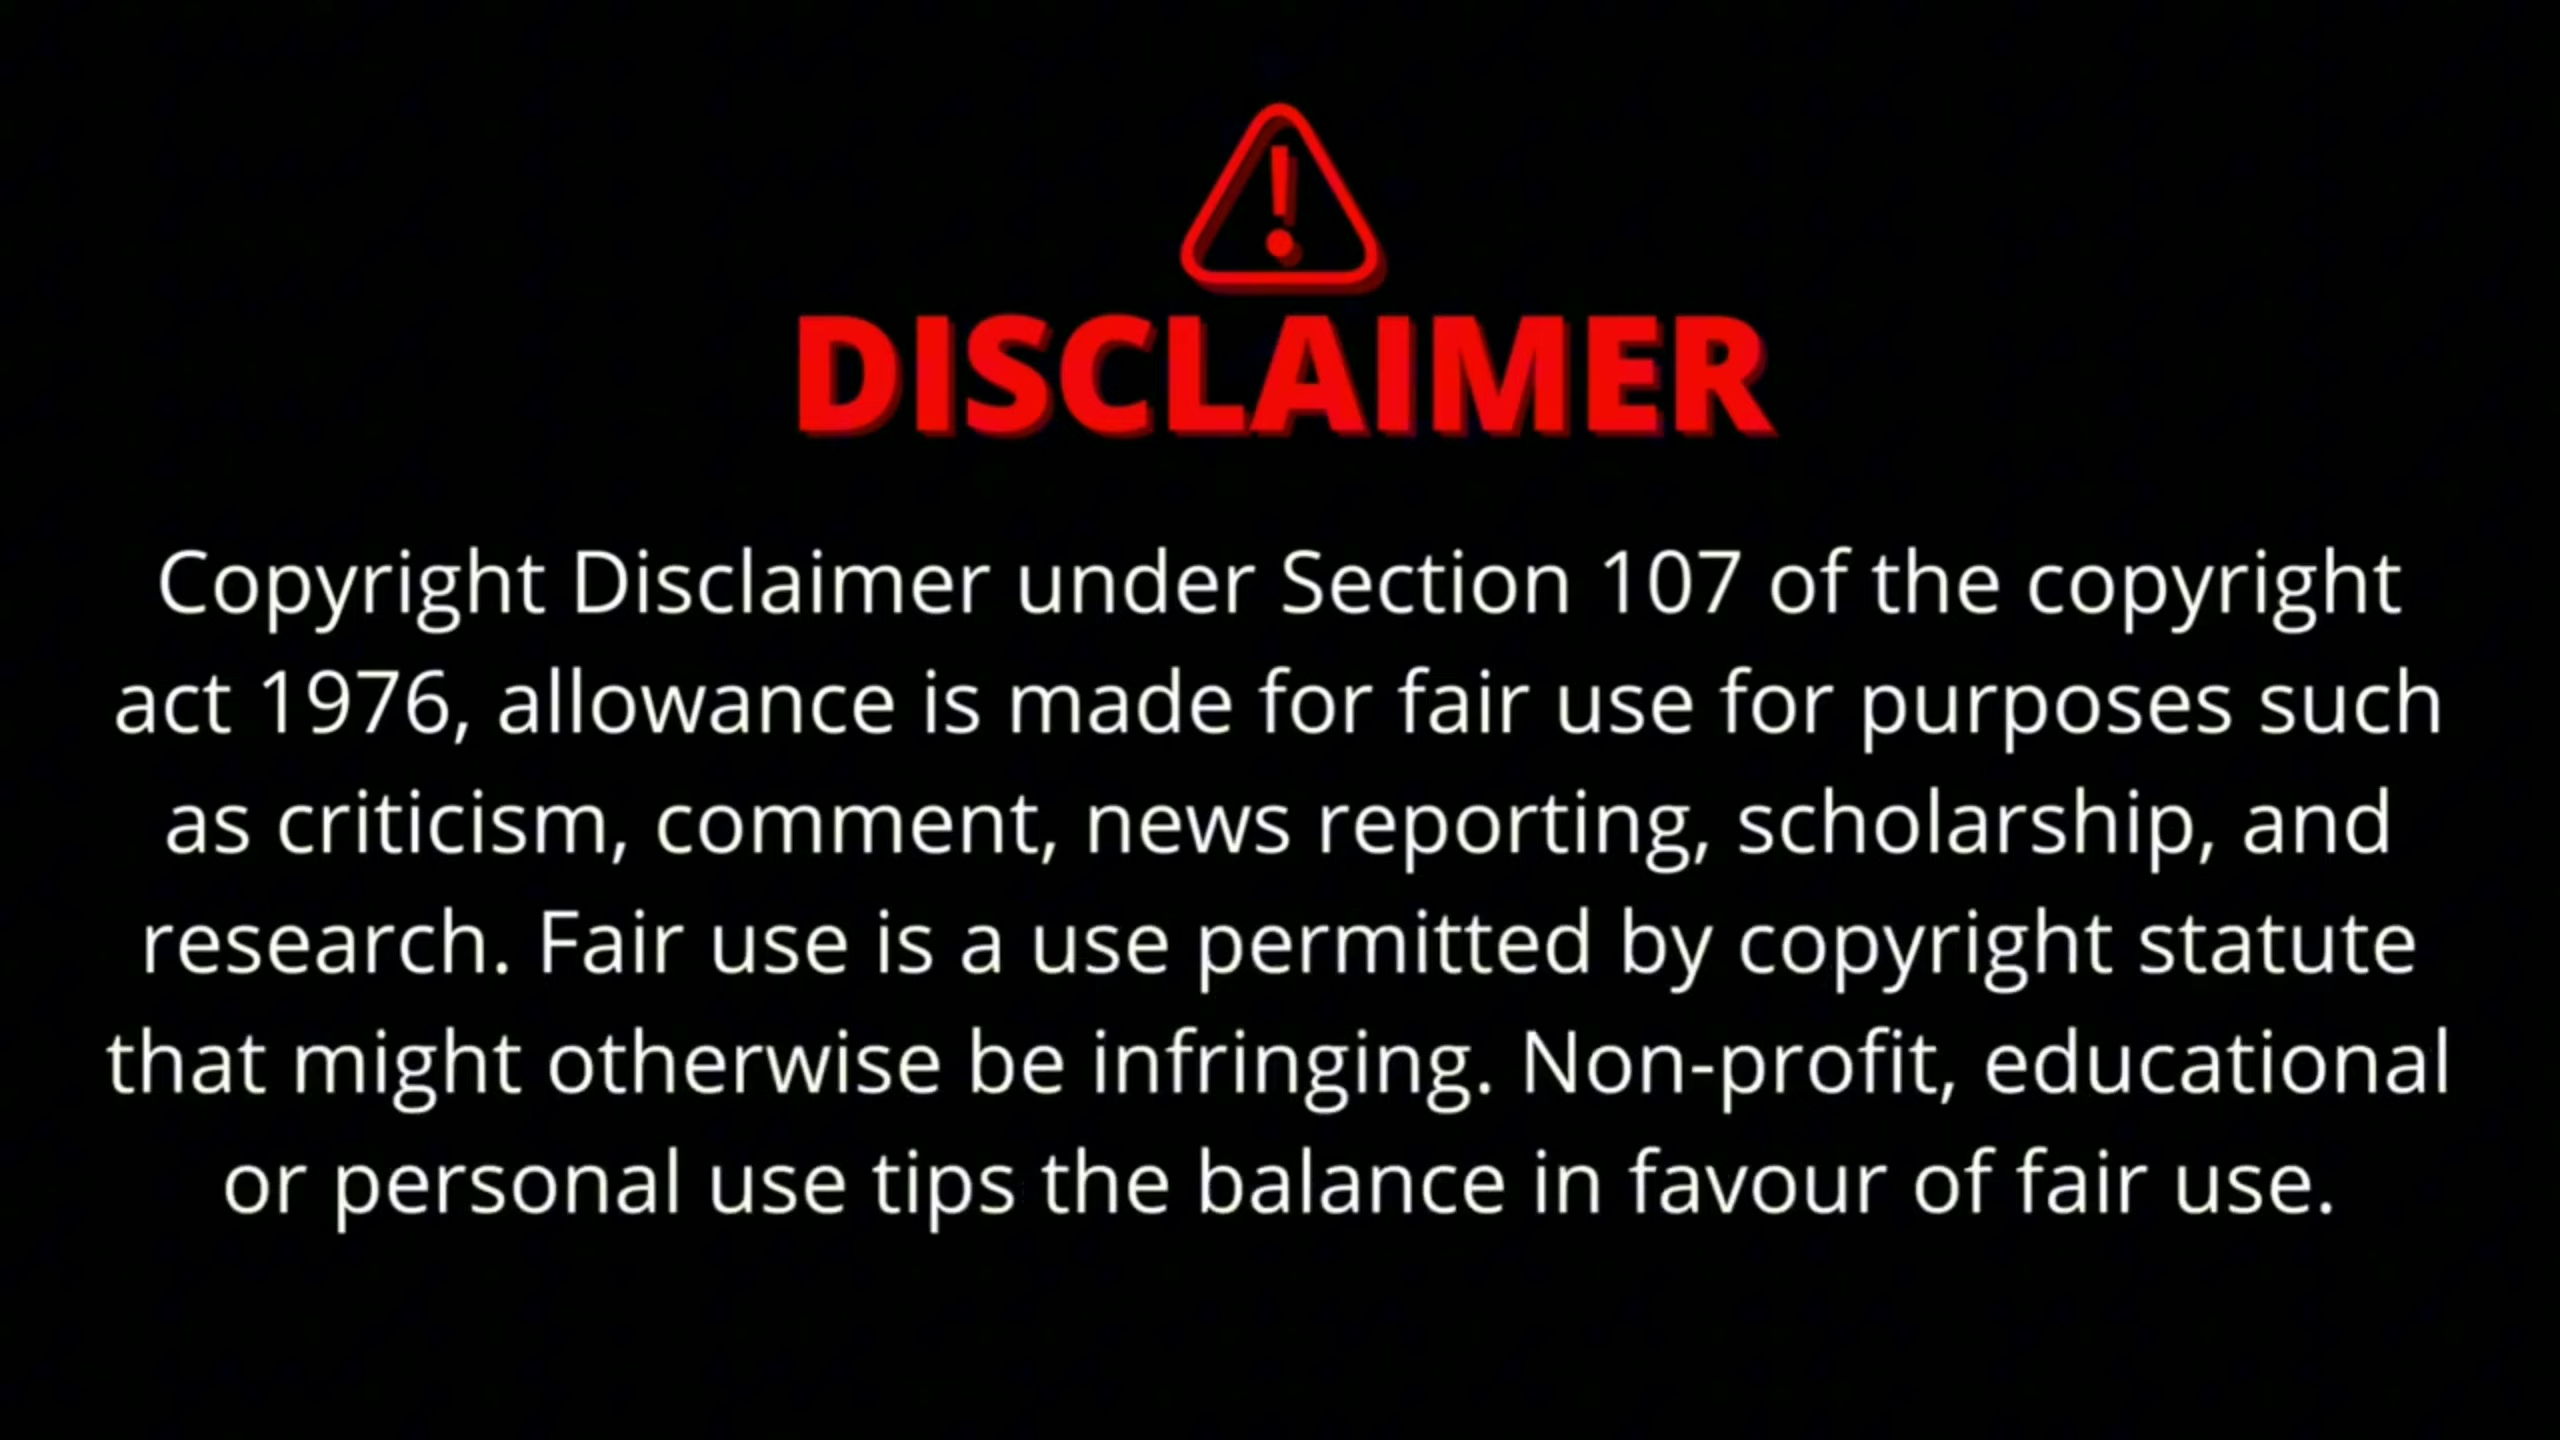 DISCLAIMER
Copyright Disclaimer under Section 107 of the copyright
act 1976, allowance is made for fair use for purposes such
as criticism, comment, news reporting, scholarship, and
research. Fair use is a use permitted by copyright statute
that might otherwise be infringing. Non-profit, educational
or personal use tips the balance in favour of fair use.